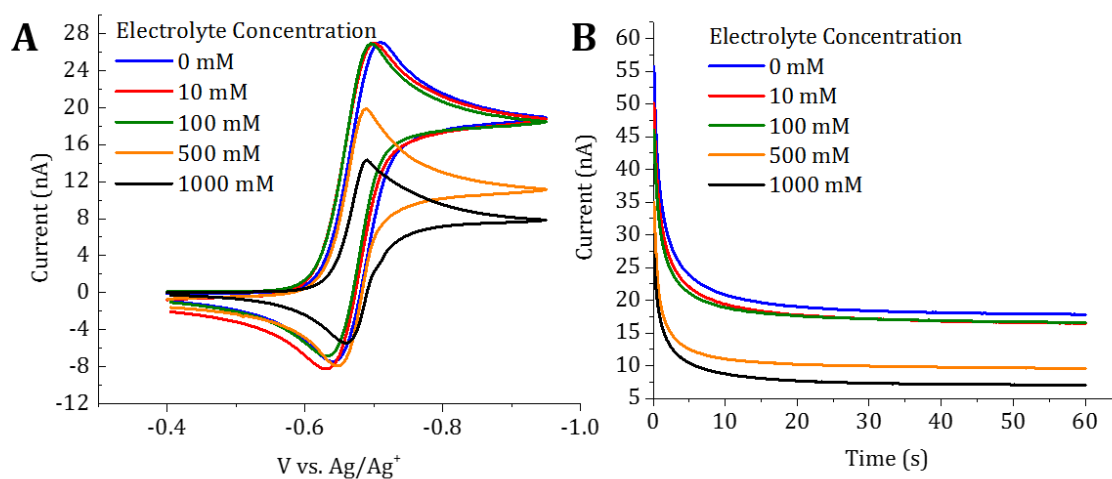 A
Electrolyte Concentration
0 mM
10 mM
100 mM
500 mM
1000 mM
28
24
20
16
12
8
4
0
-4
-8
-12
Current (nA)
-0.4
-0.6
-0.8
-1.0
V vs. Ag/Ag⁺
B
Electrolyte Concentration
0 mM
10 mM
100 mM
500 mM
1000 mM
60
55
50
45
40
35
30
25
20
15
10
5
Current (nA)
0
10
20
30
40
50
60
Time (s)